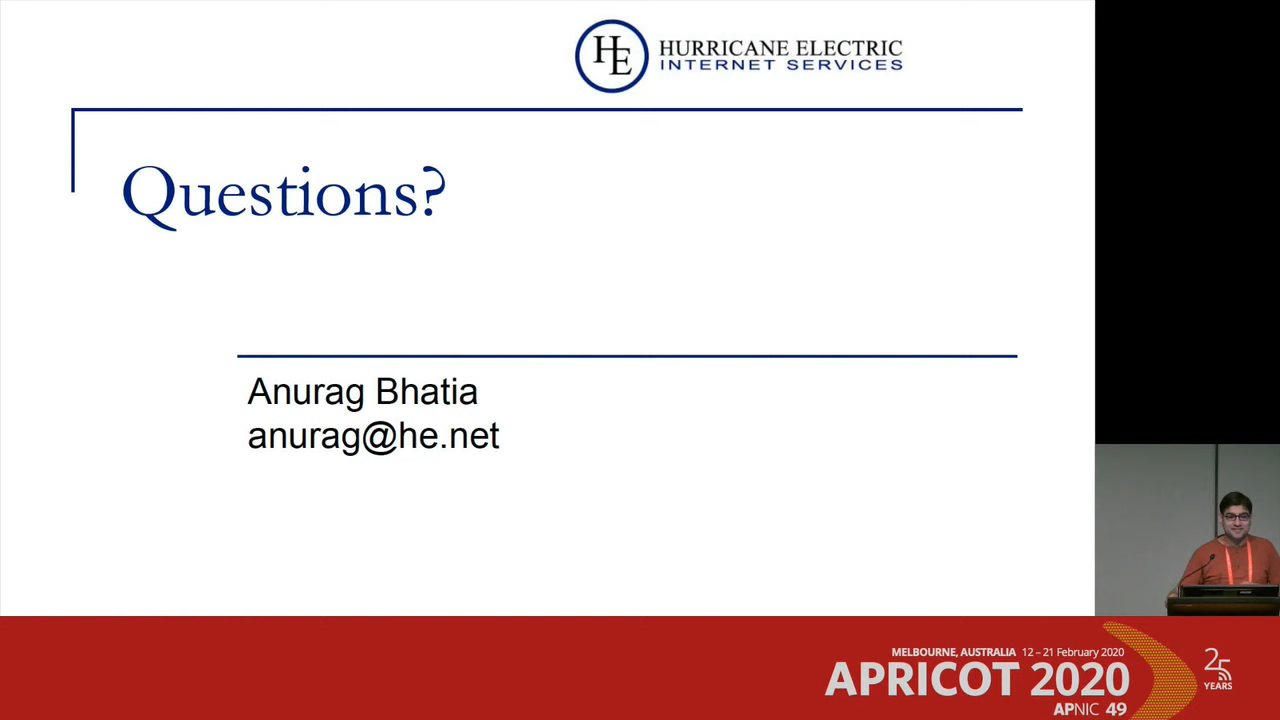 HE
HURRICANE ELECTRIC
INTERNET SERVICES
Questions?
Anurag Bhatia
anurag@he.net
MELBOURNE, AUSTRALIA 12 – 21 February 2020
APRICOT 2020
APNIC 49
25
YEARS